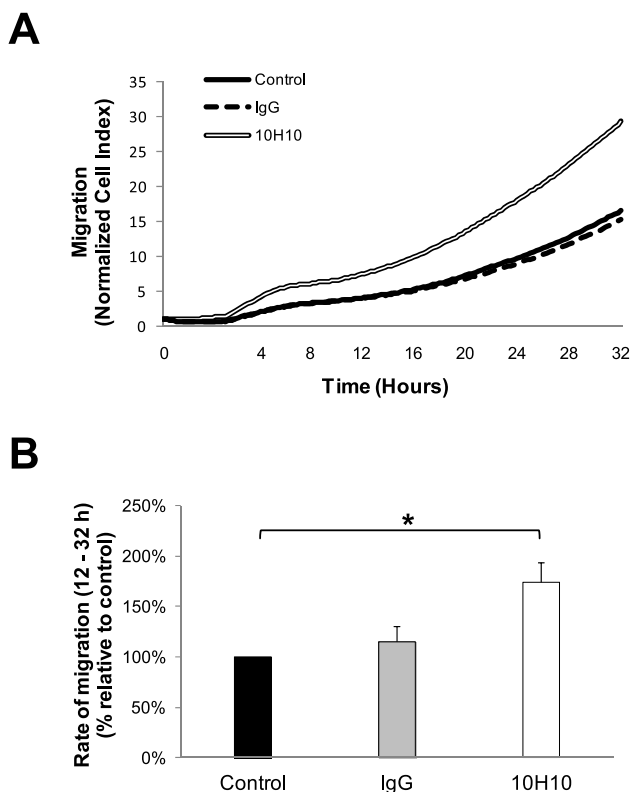 A
Migration
(Normalized Cell Index)
35
30
25
20
15
10
5
0
Control
IgG
10H10
0 4 8 12 16 20 24 28 32
Time (Hours)
B
Rate of migration (12 - 32 h)
(% relative to control)
250%
200%
150%
100%
50%
0%
*
Control IgG 10H10